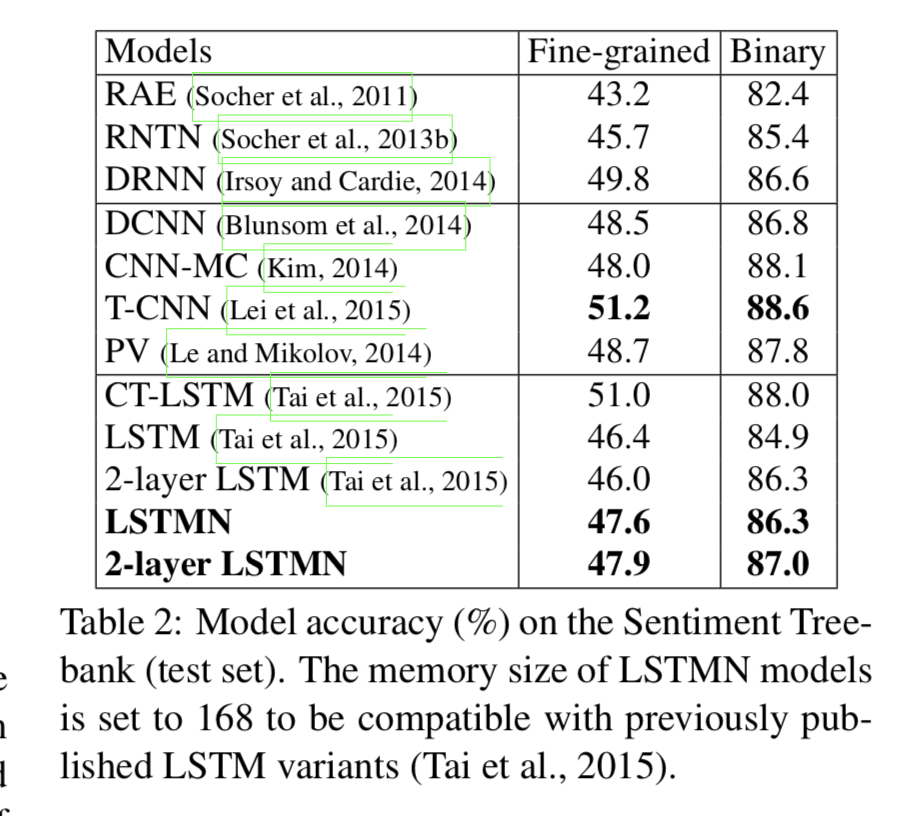 Models Fine-grained Binary
RAE (Socher et al., 2011) 43.2 82.4
RNTN (Socher et al., 2013b) 45.7 85.4
DRNN (Irsoy and Cardie, 2014) 49.8 86.6
DCNN (Blunsom et al., 2014) 48.5 86.8
CNN-MC (Kim, 2014) 48.0 88.1
T-CNN (Lei et al., 2015) 51.2 88.6
PV (Le and Mikolov, 2014) 48.7 87.8
CT-LSTM (Tai et al., 2015) 51.0 88.0
LSTM (Tai et al., 2015) 46.4 84.9
2-layer LSTM (Tai et al., 2015) 46.0 86.3
LSTMN 47.6 86.3
2-layer LSTMN 47.9 87.0
Table 2: Model accuracy (%) on the Sentiment Tree-
bank (test set). The memory size of LSTMN models
is set to 168 to be compatible with previously pub-
lished LSTM variants (Tai et al., 2015).